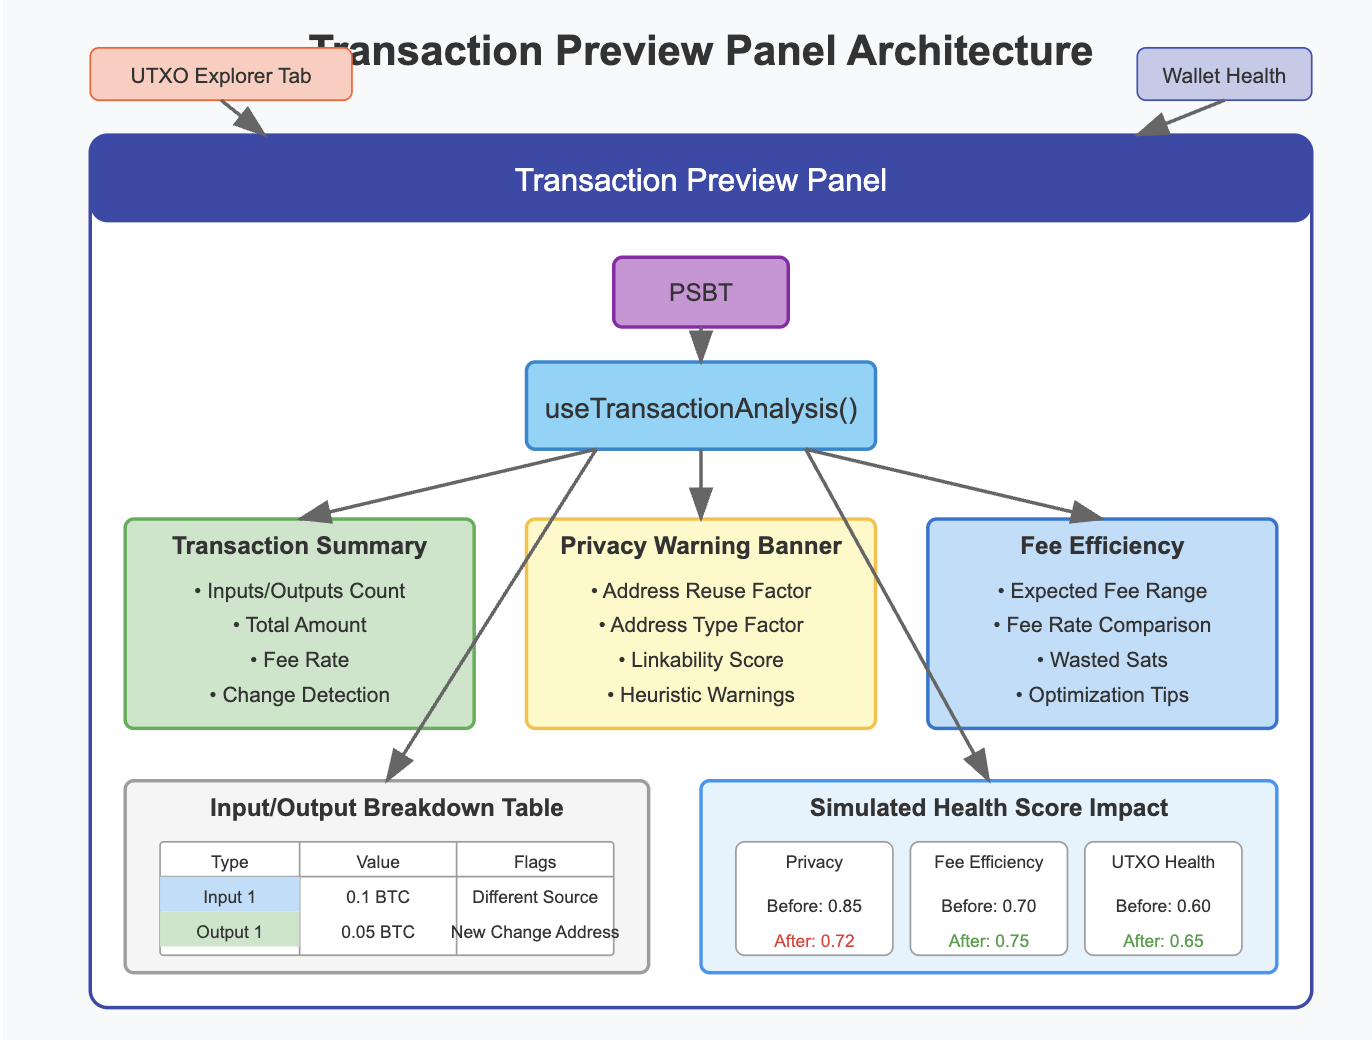 Transaction Preview Panel Architecture
UTXO Explorer Tab
Wallet Health
Transaction Preview Panel
PSBT
useTransactionAnalysis()
Transaction Summary
• Inputs/Outputs Count
• Total Amount
• Fee Rate
• Change Detection
Privacy Warning Banner
• Address Reuse Factor
• Address Type Factor
• Linkability Score
• Heuristic Warnings
Fee Efficiency
• Expected Fee Range
• Fee Rate Comparison
• Wasted Sats
• Optimization Tips
Input/Output Breakdown Table
Type Value Flags
Input 1 0.1 BTC Different Source
Output 1 0.05 BTC New Change Address
Simulated Health Score Impact
Privacy
Before: 0.85
After: 0.72
Fee Efficiency
Before: 0.70
After: 0.75
UTXO Health
Before: 0.60
After: 0.65